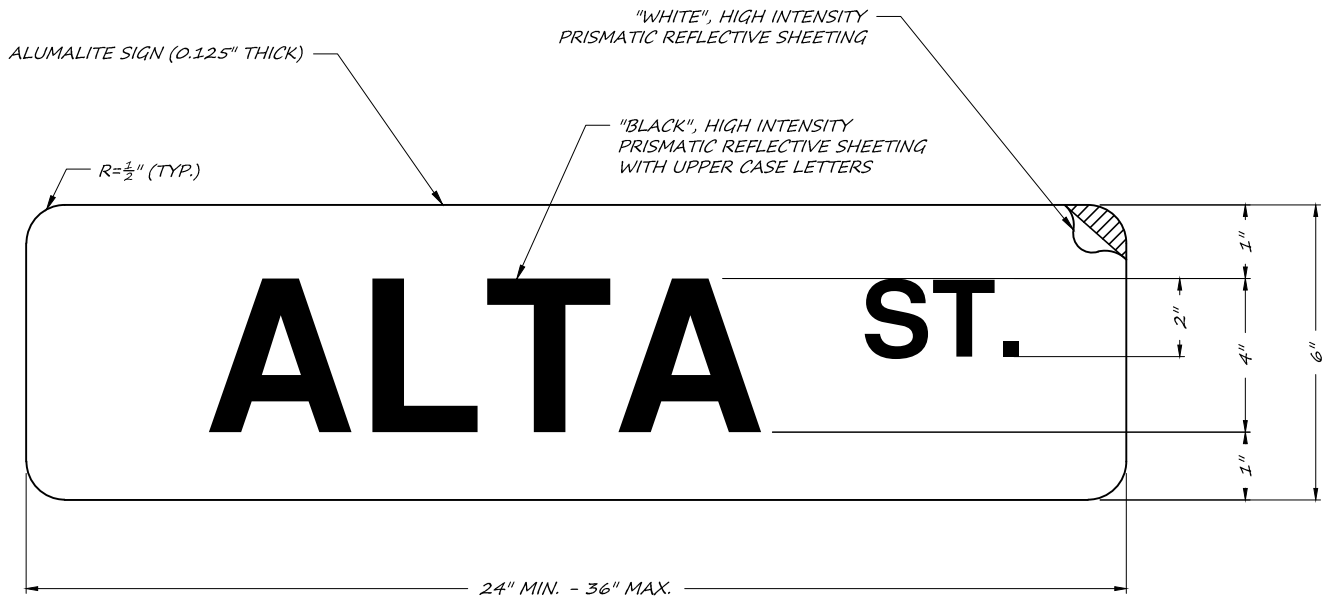 "WHITE", HIGH INTENSITY
PRISMATIC REFLECTIVE SHEETING
ALUMALITE SIGN (0.125" THICK)
"BLACK", HIGH INTENSITY
PRISMATIC REFLECTIVE SHEETING
WITH UPPER CASE LETTERS
R=½" (TYP.)
ALTA ST.
1"
2"
4"
6"
1"
24" MIN. - 36" MAX.